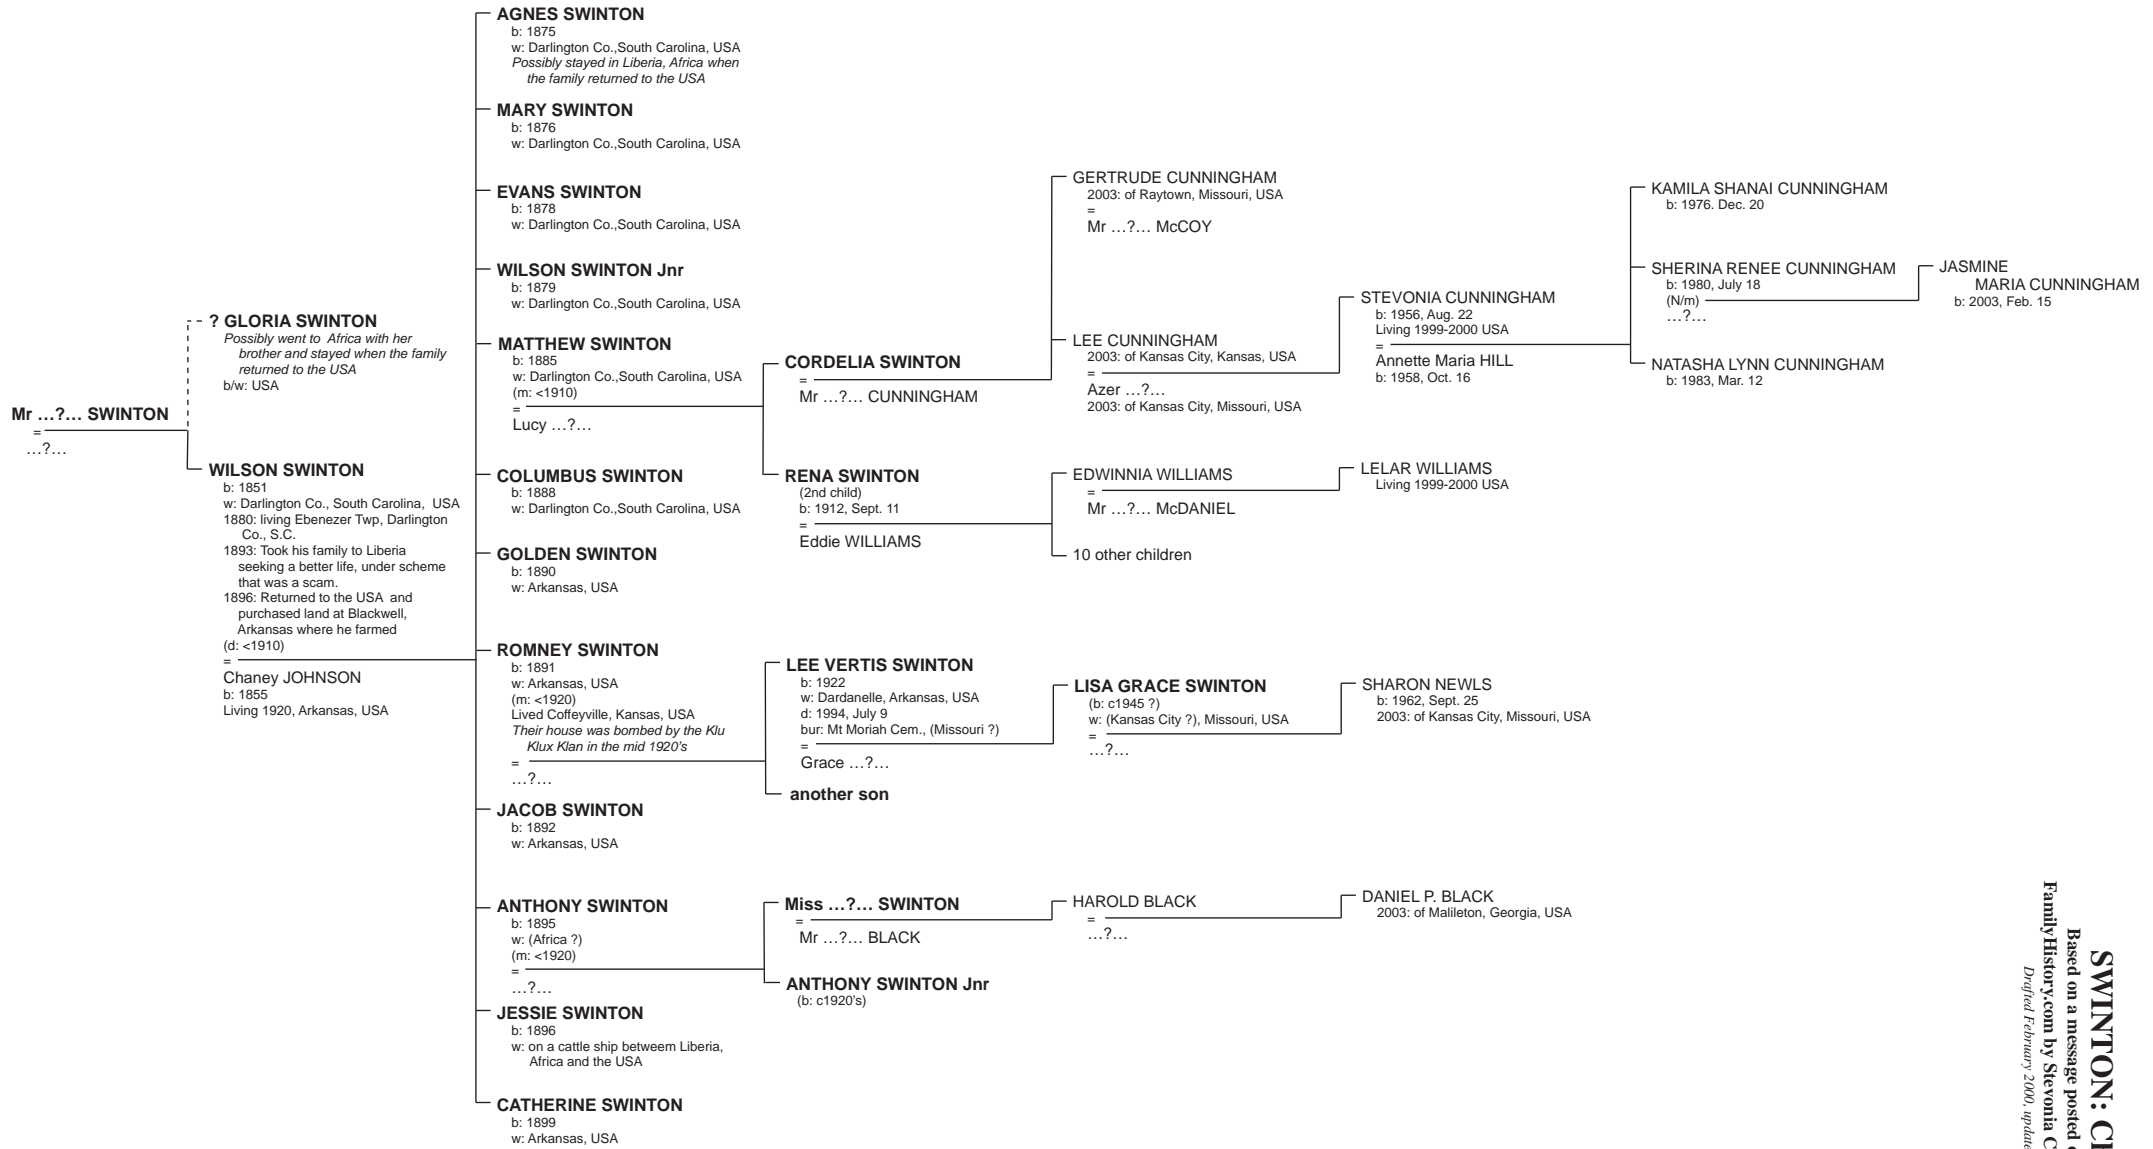 Mr …?… SWINTON
=
…?…
? GLORIA SWINTON
Possibly went to Africa with her
brother and stayed when the family
returned to the USA
b/w: USA
WILSON SWINTON
b: 1851
w: Darlington Co., South Carolina, USA
1880: living Ebenezer Twp, Darlington
Co., S.C.
1893: Took his family to Liberia
seeking a better life, under scheme
that was a scam.
1896: Returned to the USA and
purchased land at Blackwell,
Arkansas where he farmed
(d: <1910)
=
Chaney JOHNSON
b: 1855
Living 1920, Arkansas, USA
AGNES SWINTON
b: 1875
w: Darlington Co.,South Carolina, USA
Possibly stayed in Liberia, Africa when
the family returned to the USA
MARY SWINTON
b: 1876
w: Darlington Co.,South Carolina, USA
EVANS SWINTON
b: 1878
w: Darlington Co.,South Carolina, USA
WILSON SWINTON Jnr
b: 1879
w: Darlington Co.,South Carolina, USA
MATTHEW SWINTON
b: 1885
w: Darlington Co.,South Carolina, USA
(m: <1910)
=
Lucy …?…
COLUMBUS SWINTON
b: 1888
w: Darlington Co.,South Carolina, USA
GOLDEN SWINTON
b: 1890
w: Arkansas, USA
ROMNEY SWINTON
b: 1891
w: Arkansas, USA
(m: <1920)
Lived Coffeyville, Kansas, USA
Their house was bombed by the Klu
Klux Klan in the mid 1920's
=
…?…
JACOB SWINTON
b: 1892
w: Arkansas, USA
ANTHONY SWINTON
b: 1895
w: (Africa ?)
(m: <1920)
=
…?…
JESSIE SWINTON
b: 1896
w: on a cattle ship betweem Liberia,
Africa and the USA
CATHERINE SWINTON
b: 1899
w: Arkansas, USA
CORDELIA SWINTON
=
Mr …?… CUNNINGHAM
RENA SWINTON
(2nd child)
b: 1912, Sept. 11
=
Eddie WILLIAMS
LEE VERTIS SWINTON
b: 1922
w: Dardanelle, Arkansas, USA
d: 1994, July 9
bur: Mt Moriah Cem., (Missouri ?)
=
Grace …?…
another son
Miss …?… SWINTON
=
Mr …?… BLACK
ANTHONY SWINTON Jnr
(b: c1920's)
GERTRUDE CUNNINGHAM
2003: of Raytown, Missouri, USA
=
Mr …?… McCOY
LEE CUNNINGHAM
2003: of Kansas City, Kansas, USA
=
Azer …?…
2003: of Kansas City, Missouri, USA
EDWINNIA WILLIAMS
=
Mr …?… McDANIEL
10 other children
LISA GRACE SWINTON
(b: c1945 ?)
w: (Kansas City ?), Missouri, USA
=
…?…
HAROLD BLACK
=
…?…
STEVONIA CUNNINGHAM
b: 1956, Aug. 22
Living 1999-2000 USA
=
Annette Maria HILL
b: 1958, Oct. 16
LELAR WILLIAMS
Living 1999-2000 USA
SHARON NEWLS
b: 1962, Sept. 25
2003: of Kansas City, Missouri, USA
DANIEL P. BLACK
2003: of Malileton, Georgia, USA
KAMILA SHANAI CUNNINGHAM
b: 1976. Dec. 20
SHERINA RENEE CUNNINGHAM
b: 1980, July 18
(N/m)
…?…
NATASHA LYNN CUNNINGHAM
b: 1983, Mar. 12
JASMINE
MARIA CUNNINGHAM
b: 2003, Feb. 15
SWINTON:
Based on a message posted
FamilyHistory.com by Stevonia
Drafted February 2000,